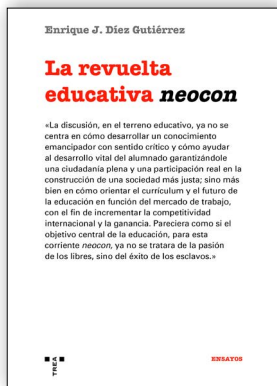 Enrique J. Díez Gutiérrez
La revuelta
educativa neocon
«La discusión, en el terreno educativo, ya no se
centra en cómo desarrollar un conocimiento
emancipador con sentido crítico y cómo ayudar
al desarrollo vital del alumnado garantizándole
una ciudadanía plena y una participación real en la
construcción de una sociedad más justa; sino más
bien en cómo orientar el currículum y el futuro de
la educación en función del mercado de trabajo,
con el fin de incrementar la competitividad
internacional y la ganancia. Pareciera como si el
objetivo central de la educación, para esta
corriente neocon, ya no se tratara de la pasión
de los libres, sino del éxito de los esclavos.»
TREA
ENSAYOS